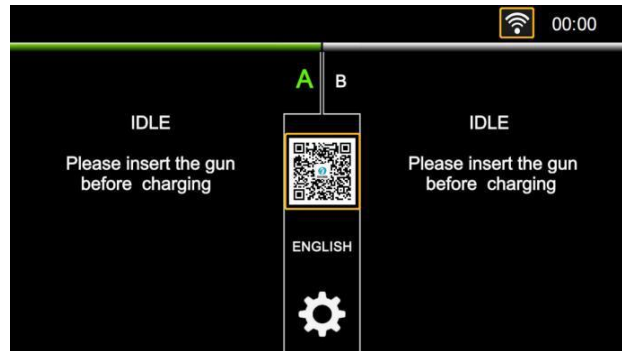 00:00
A B
IDLE
Please insert the gun
before charging
ENGLISH
IDLE
Please insert the gun
before charging